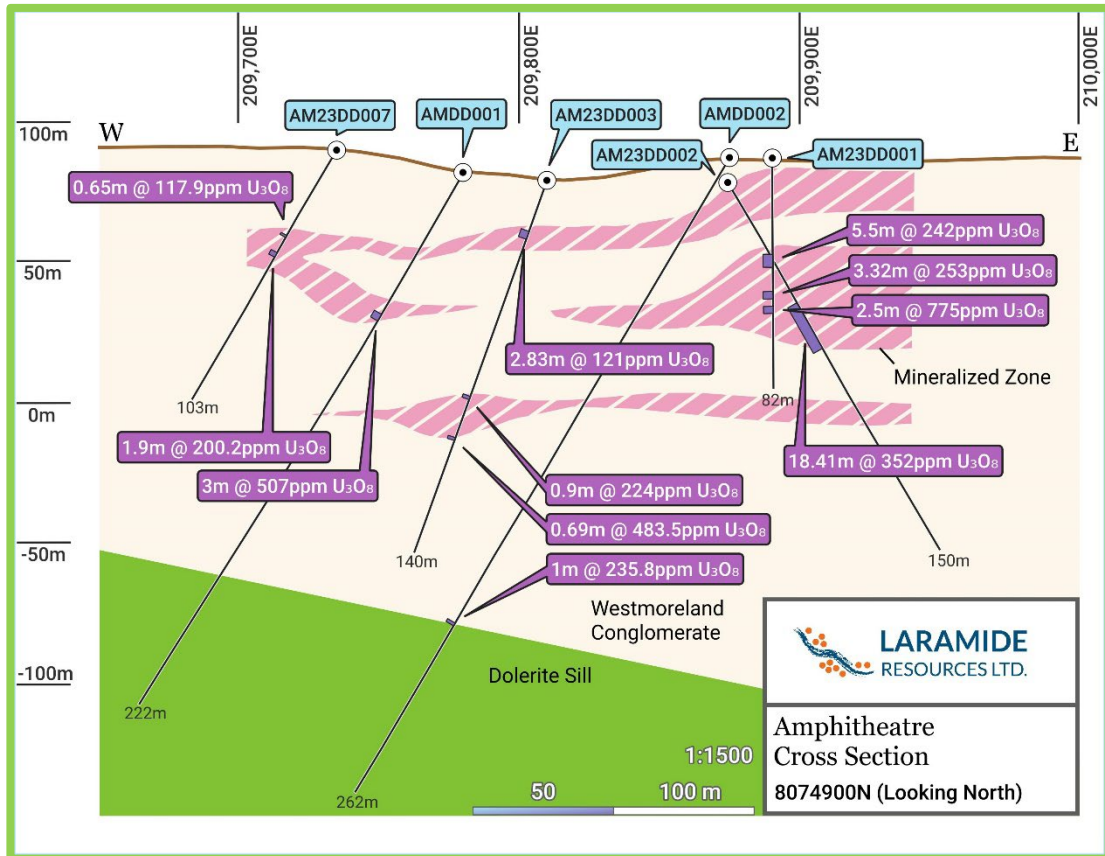 209,700E
209,800E
209,900E
210,000E
100m
W
E
AM23DD007
AMDD001
AM23DD003
AMDD002
AM23DD002
AM23DD001
0.65m @ 117.9ppm U₃O₈
5.5m @ 242ppm U₃O₈
50m
3.32m @ 253ppm U₃O₈
2.5m @ 775ppm U₃O₈
2.83m @ 121ppm U₃O₈
Mineralized Zone
103m
82m
0m
1.9m @ 200.2ppm U₃O₈
18.41m @ 352ppm U₃O₈
3m @ 507ppm U₃O₈
0.9m @ 224ppm U₃O₈
0.69m @ 483.5ppm U₃O₈
-50m
140m
150m
1m @ 235.8ppm U₃O₈
Westmoreland
Conglomerate
Dolerite Sill
-100m
222m
262m
1:1500
50
100 m
LARAMIDE
RESOURCES LTD.
Amphitheatre
Cross Section
8074900N (Looking North)